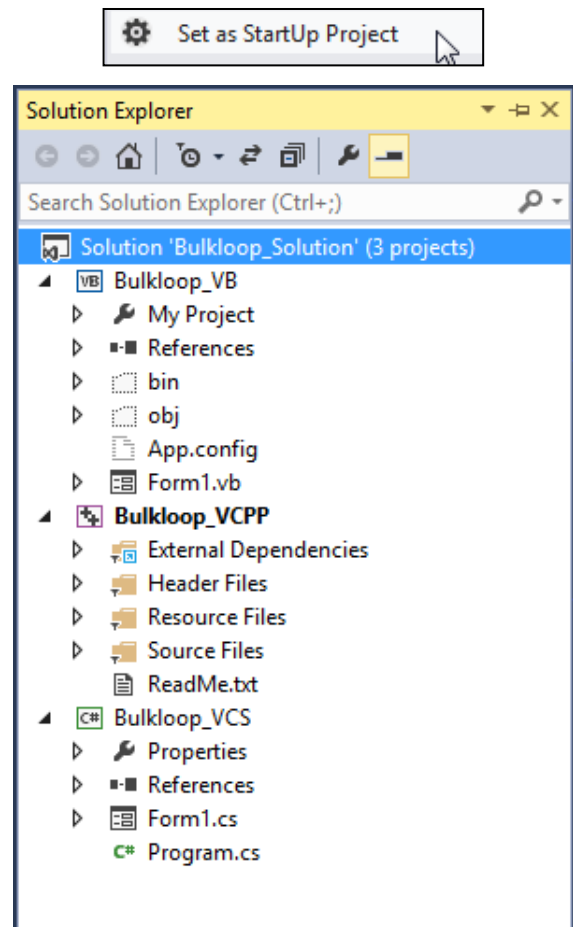 Set as StartUp Project
Solution Explorer
Search Solution Explorer (Ctrl+;)
Solution 'Bulkloop_Solution' (3 projects)
VB Bulkloop_VB
My Project
References
bin
obj
App.config
Form1.vb
Bulkloop_VCPP
External Dependencies
Header Files
Resource Files
Source Files
ReadMe.txt
C# Bulkloop_VCS
Properties
References
Form1.cs
C# Program.cs